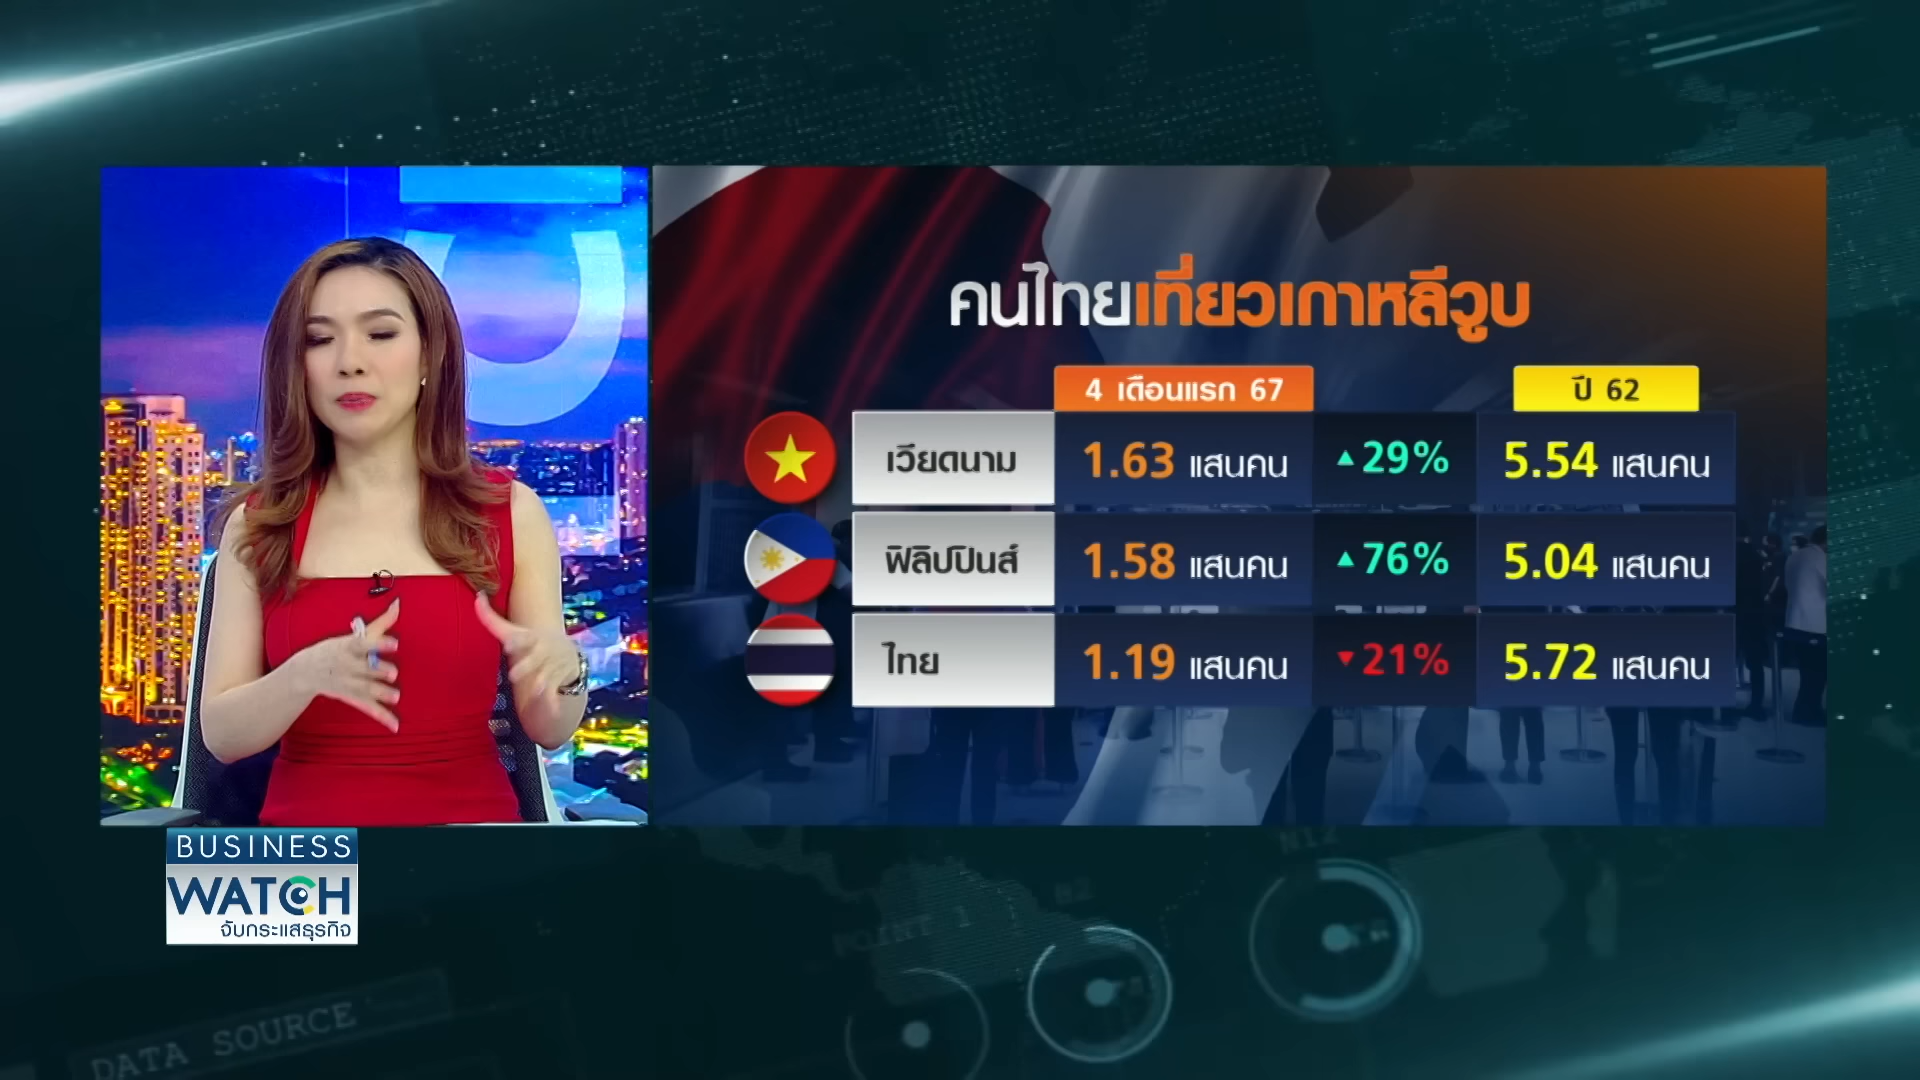 คนไทยเที่ยวเกาหลีวูบ
4 เดือนแรก 67
ปี 62
เวียดนาม 1.63 แสนคน ▲29% 5.54 แสนคน
ฟิลิปปินส์ 1.58 แสนคน ▲76% 5.04 แสนคน
ไทย 1.19 แสนคน ▼21% 5.72 แสนคน
BUSINESS
WATCH
จับกระแสธุรกิจ
POINT 1
DATA SOURCE